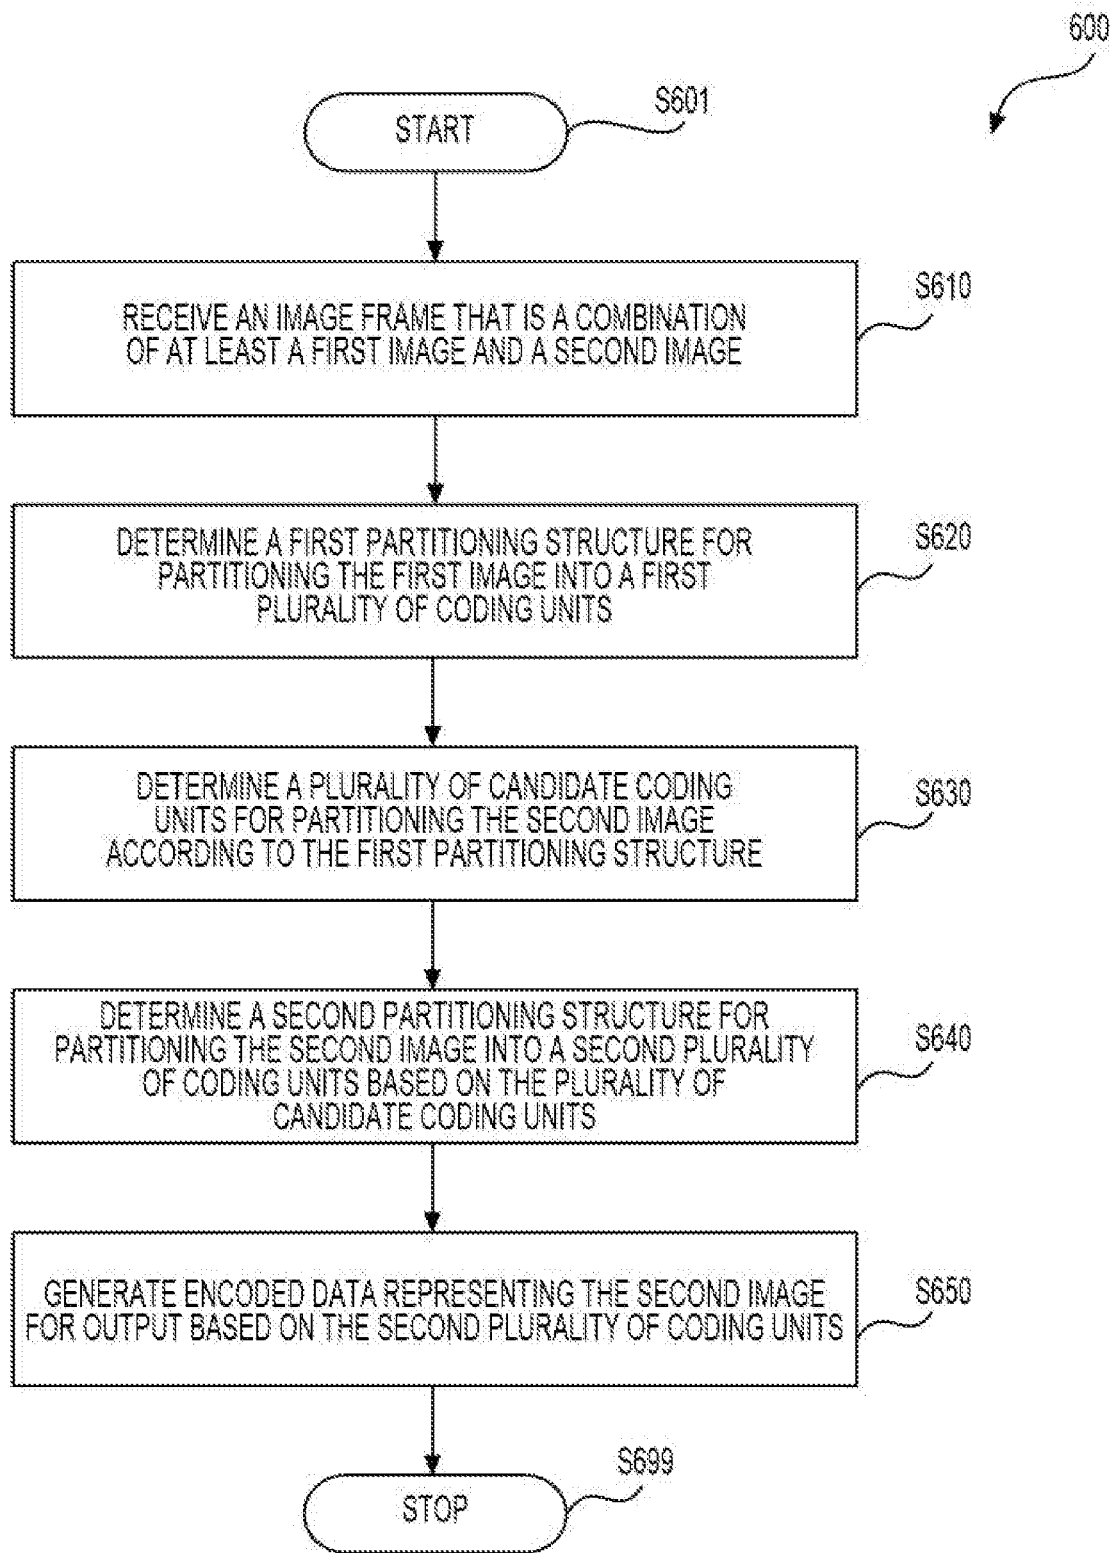 600
START
S601
RECEIVE AN IMAGE FRAME THAT IS A COMBINATION
OF AT LEAST A FIRST IMAGE AND A SECOND IMAGE
S610
DETERMINE A FIRST PARTITIONING STRUCTURE FOR
PARTITIONING THE FIRST IMAGE INTO A FIRST
PLURALITY OF CODING UNITS
S620
DETERMINE A PLURALITY OF CANDIDATE CODING
UNITS FOR PARTITIONING THE SECOND IMAGE
ACCORDING TO THE FIRST PARTITIONING STRUCTURE
S630
DETERMINE A SECOND PARTITIONING STRUCTURE FOR
PARTITIONING THE SECOND IMAGE INTO A SECOND PLURALITY
OF CODING UNITS BASED ON THE PLURALITY OF
CANDIDATE CODING UNITS
S640
GENERATE ENCODED DATA REPRESENTING THE SECOND IMAGE
FOR OUTPUT BASED ON THE SECOND PLURALITY OF CODING UNITS
S650
STOP
S699